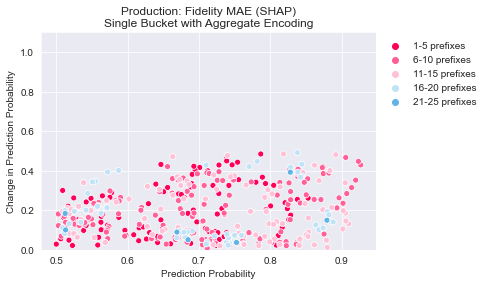 Production: Fidelity MAE (SHAP)
Single Bucket with Aggregate Encoding
1-5 prefixes
6-10 prefixes
11-15 prefixes
16-20 prefixes
21-25 prefixes
Change in Prediction Probability
1.0
0.8
0.6
0.4
0.2
0.0
0.5 0.6 0.7 0.8 0.9
Prediction Probability